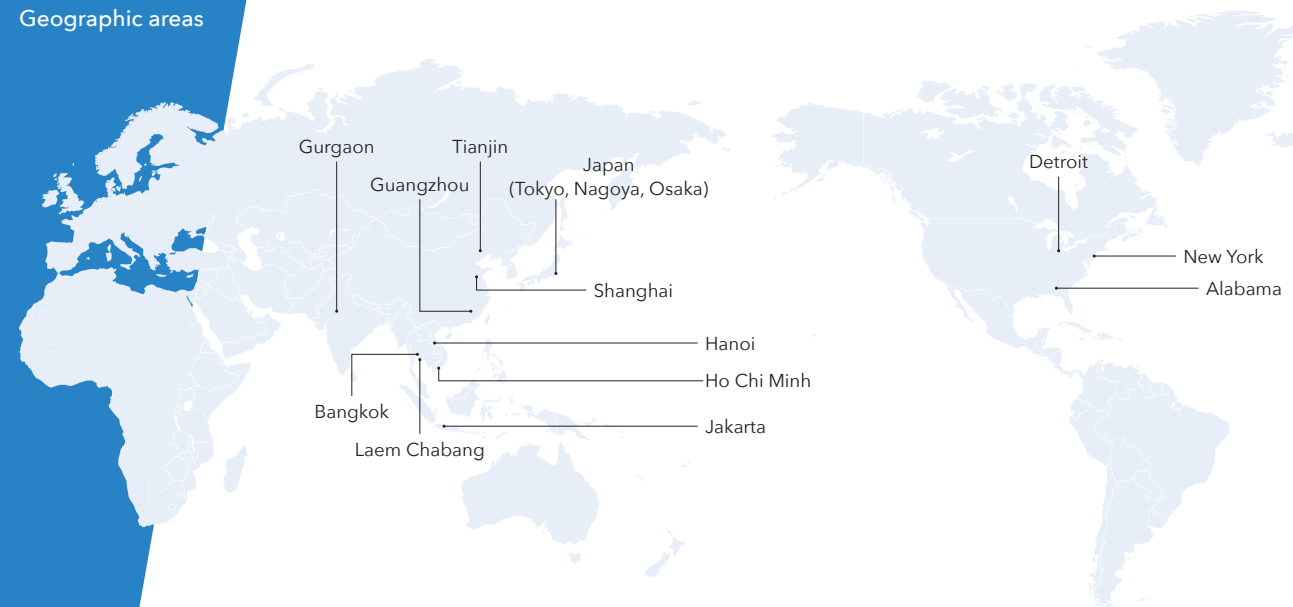 Geographic areas
Gurgaon
Tianjin
Japan
(Tokyo, Nagoya, Osaka)
Guangzhou
Detroit
New York
Alabama
Shanghai
Hanoi
Ho Chi Minh
Bangkok
Jakarta
Laem Chabang